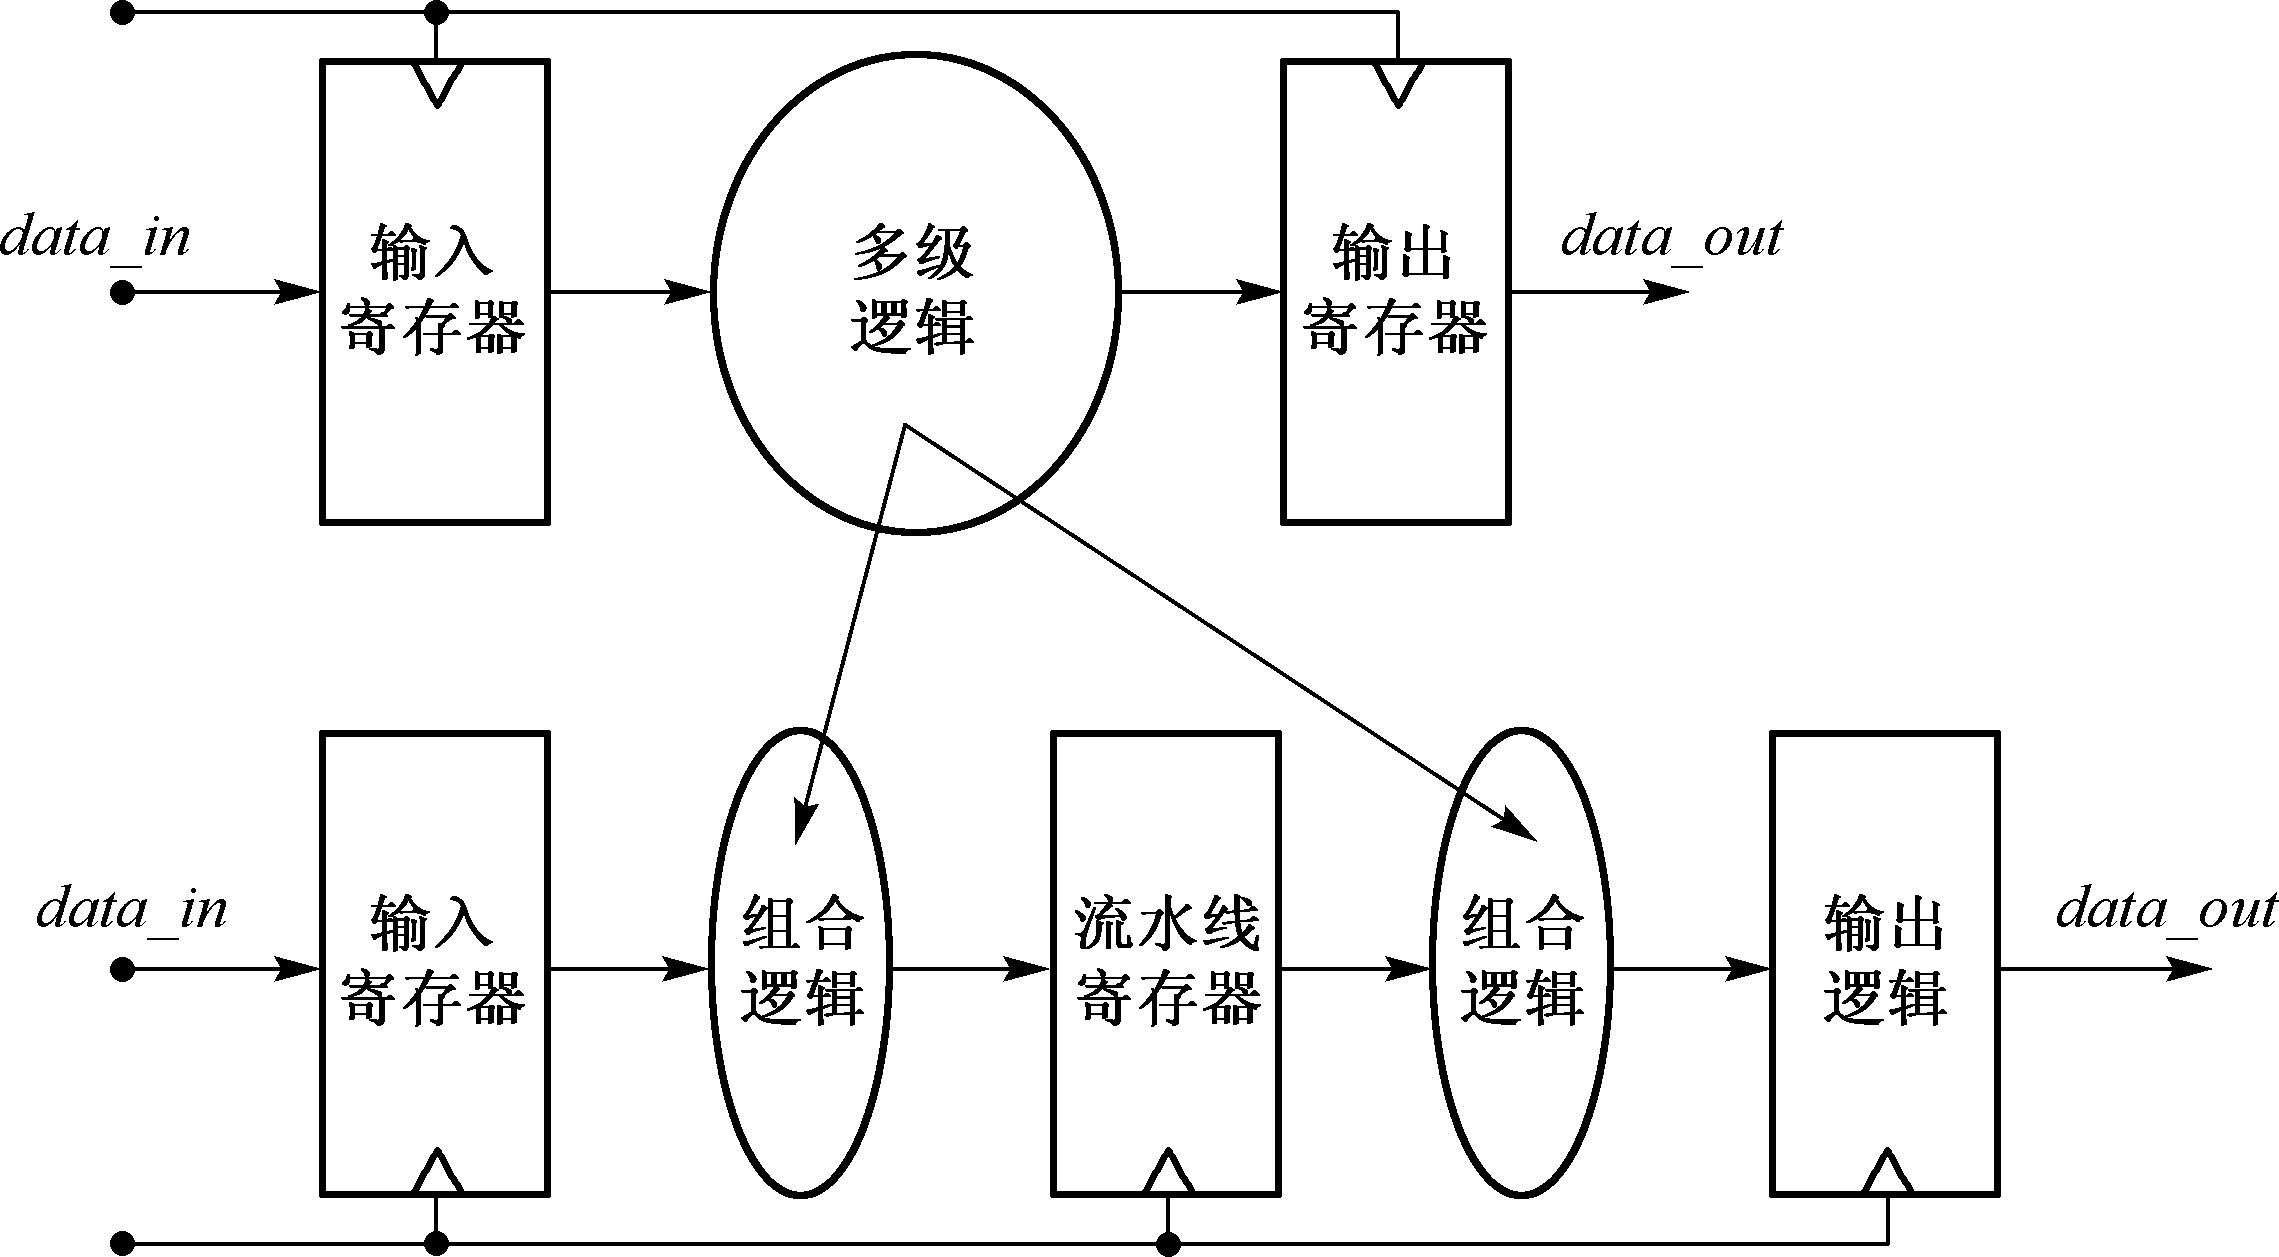 data_in
输入
寄存器
多级
逻辑
输出
寄存器
data_out
data_in
输入
寄存器
组合
逻辑
流水线
寄存器
组合
逻辑
输出
逻辑
data_out